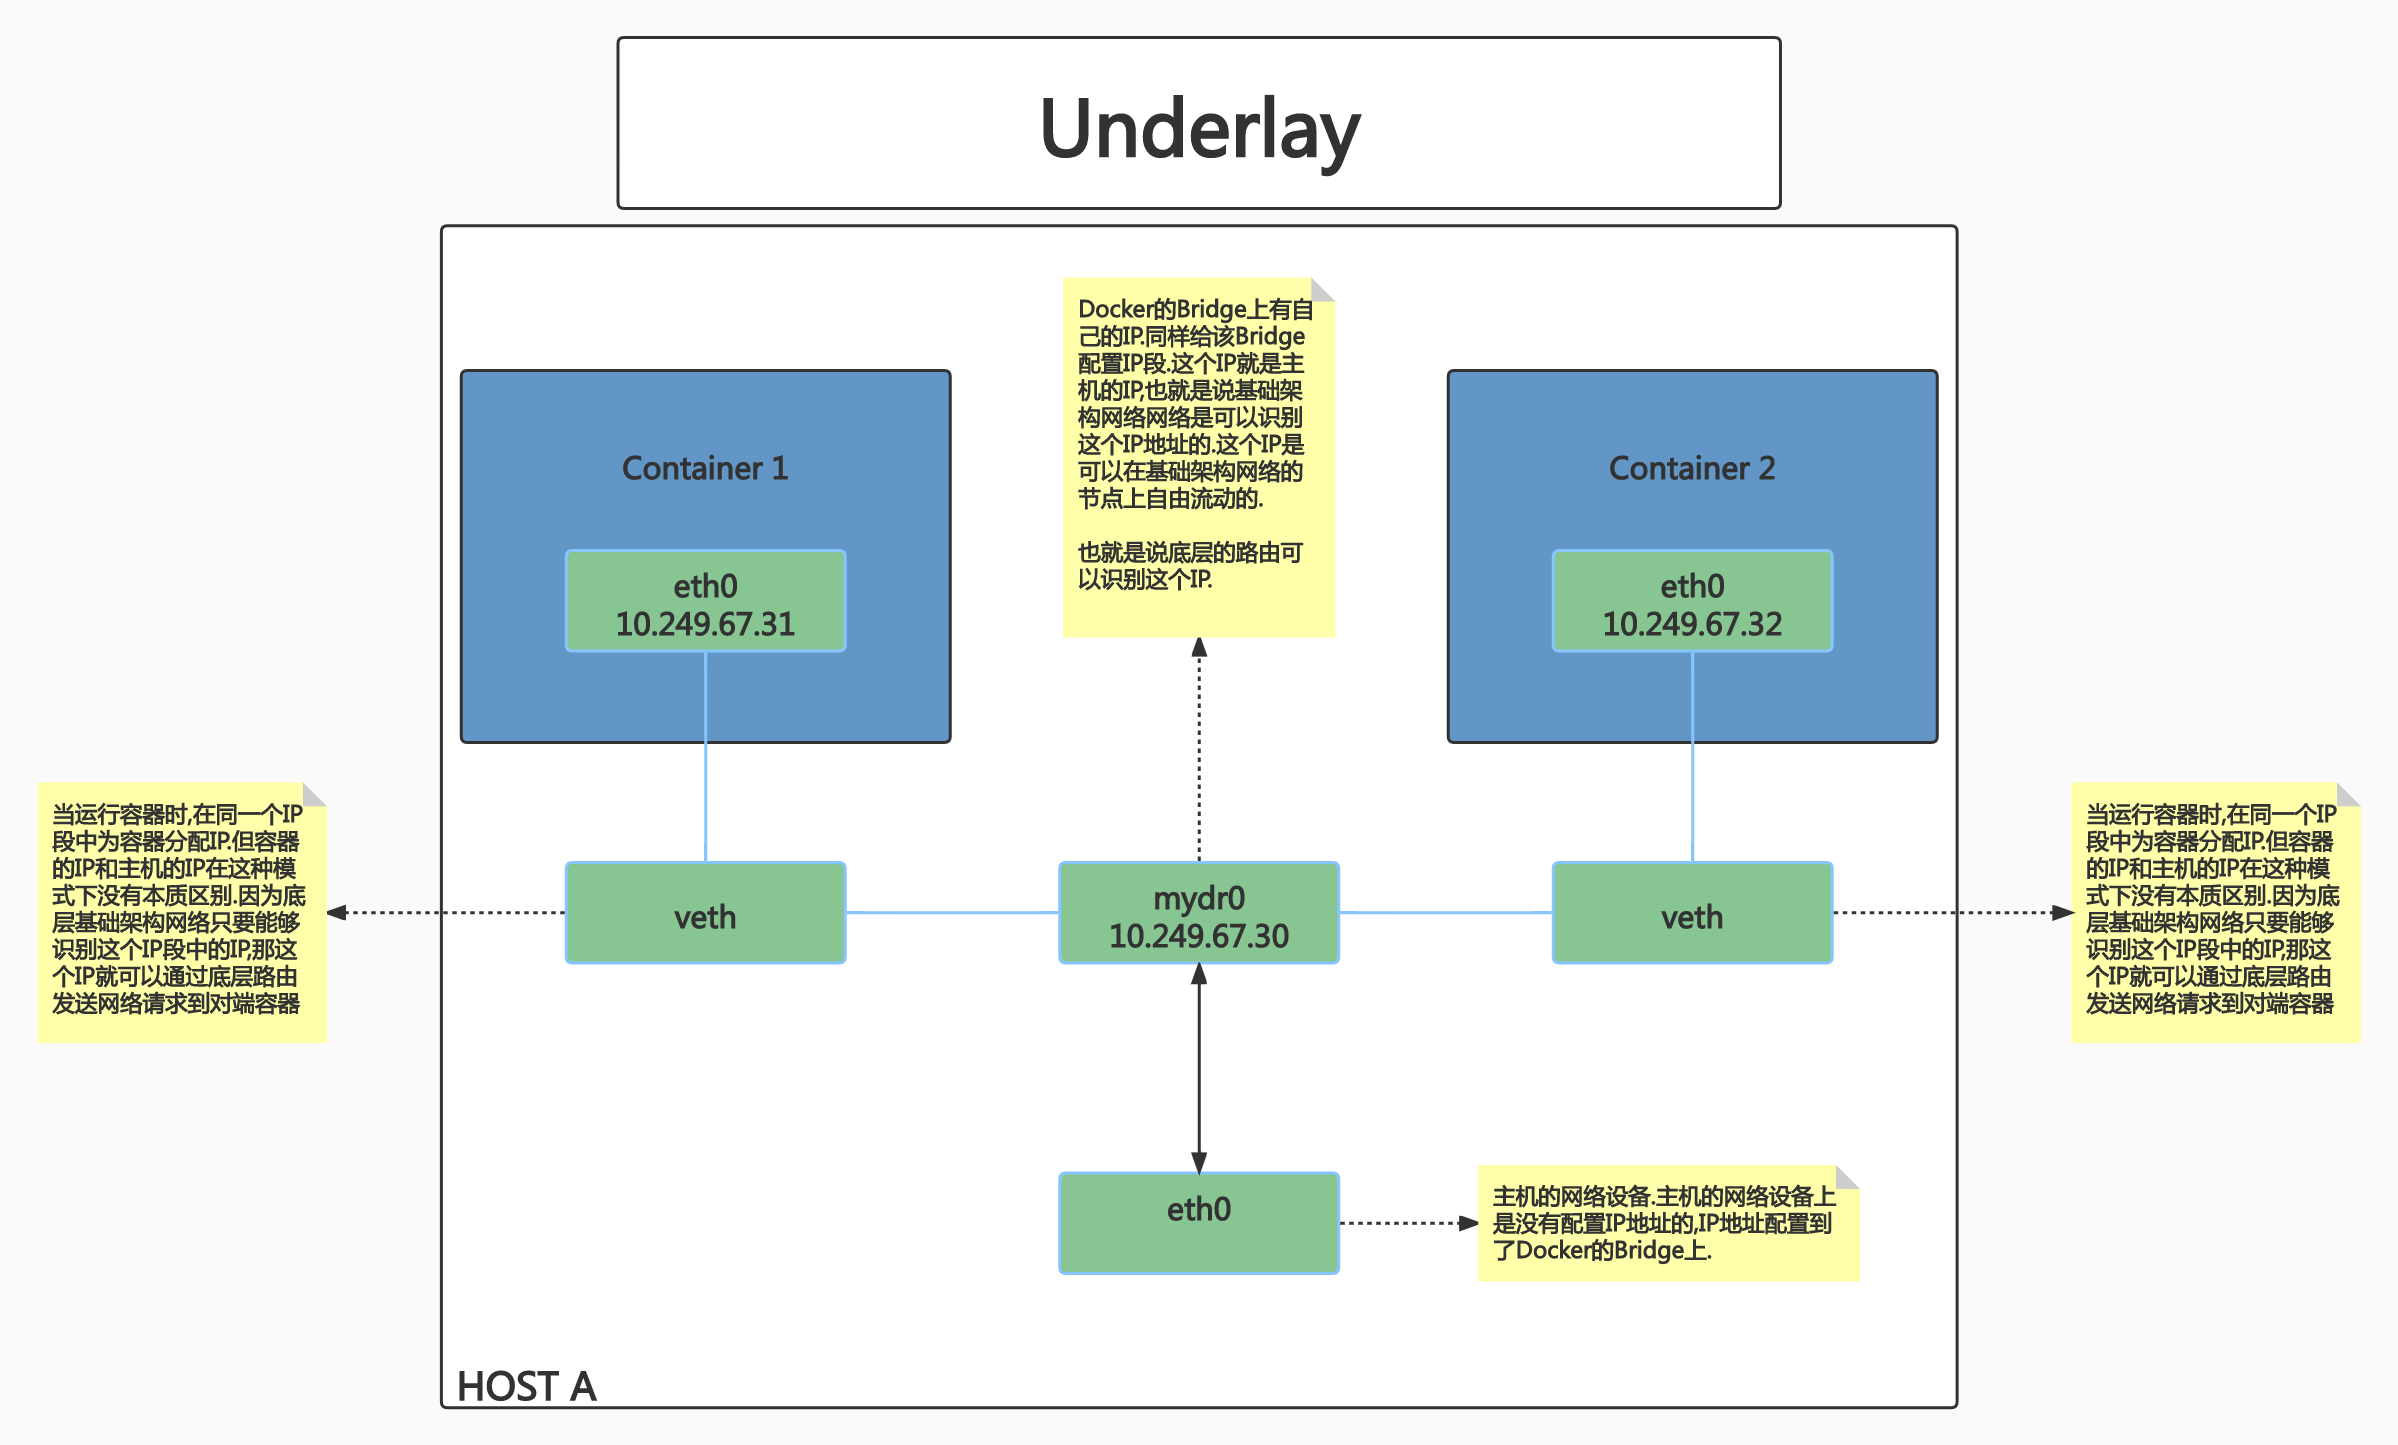 Underlay
Docker的Bridge上有自
己的IP.同样给该Bridge
配置IP段.这个IP就是主
机的IP,也就是说基础架
构网络网络是可以识别
这个IP地址的.这个IP是
可以在基础架构网络的
节点上自由流动的.
也就是说底层的路由可
以识别这个IP.
Container 1
eth0
10.249.67.31
Container 2
eth0
10.249.67.32
当运行容器时,在同一个IP
段中为容器分配IP.但容器
的IP和主机的IP在这种模
式下没有本质区别.因为底
层基础架构网络只要能够
识别这个IP段中的IP,那这
个IP就可以通过底层路由
发送网络请求到对端容器
veth
mydr0
10.249.67.30
veth
当运行容器时,在同一个IP
段中为容器分配IP.但容器
的IP和主机的IP在这种模
式下没有本质区别.因为底
层基础架构网络只要能够
识别这个IP段中的IP,那这
个IP就可以通过底层路由
发送网络请求到对端容器
eth0
主机的网络设备.主机的网络设备上
是没有配置IP地址的,IP地址配置到
了Docker的Bridge上.
HOST A